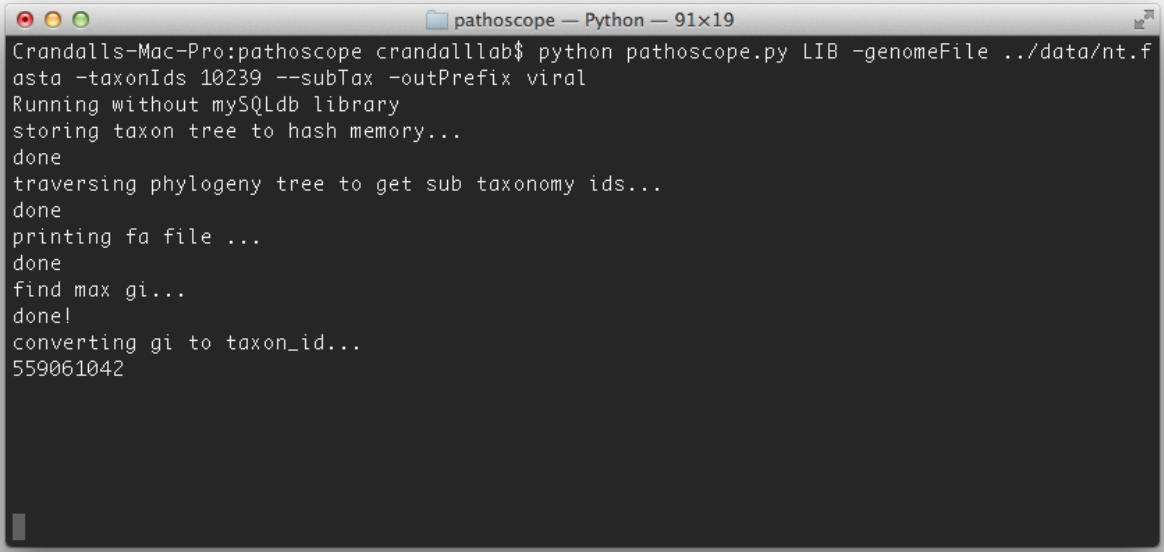 pathoscope — Python — 91×19
Crandalls-Mac-Pro:pathoscope crandalllab$ python pathoscope.py LIB -genomeFile ../data/nt.f
asta -taxonIds 10239 --subTax -outPrefix viral
Running without mySQLdb library
storing taxon tree to hash memory...
done
traversing phylogeny tree to get sub taxonomy ids...
done
printing fa file ...
done
find max gi...
done!
converting gi to taxon_id...
559061042